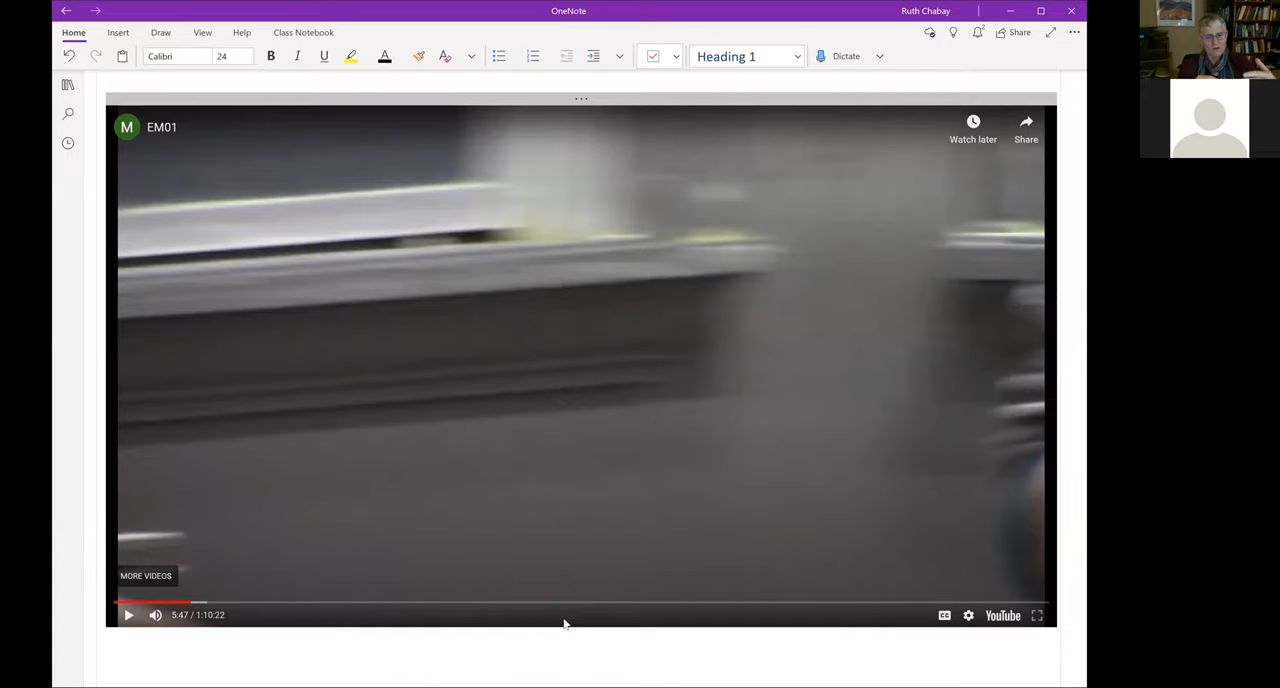 OneNote
Ruth Chabay
Home Insert Draw View Help Class Notebook
Share
Calibri 24 B I U A Heading 1 Dictate
M EM01
Watch later Share
MORE VIDEOS
5:47 / 1:10:22
CC YouTube